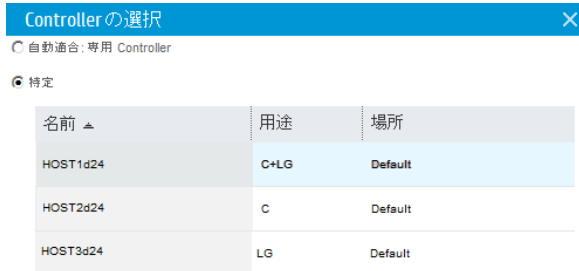 Controllerの選択
自動適合: 専用 Controller
特定
名前 用途 場所
HOST1d24 C+LG Default
HOST2d24 C Default
HOST3d24 LG Default